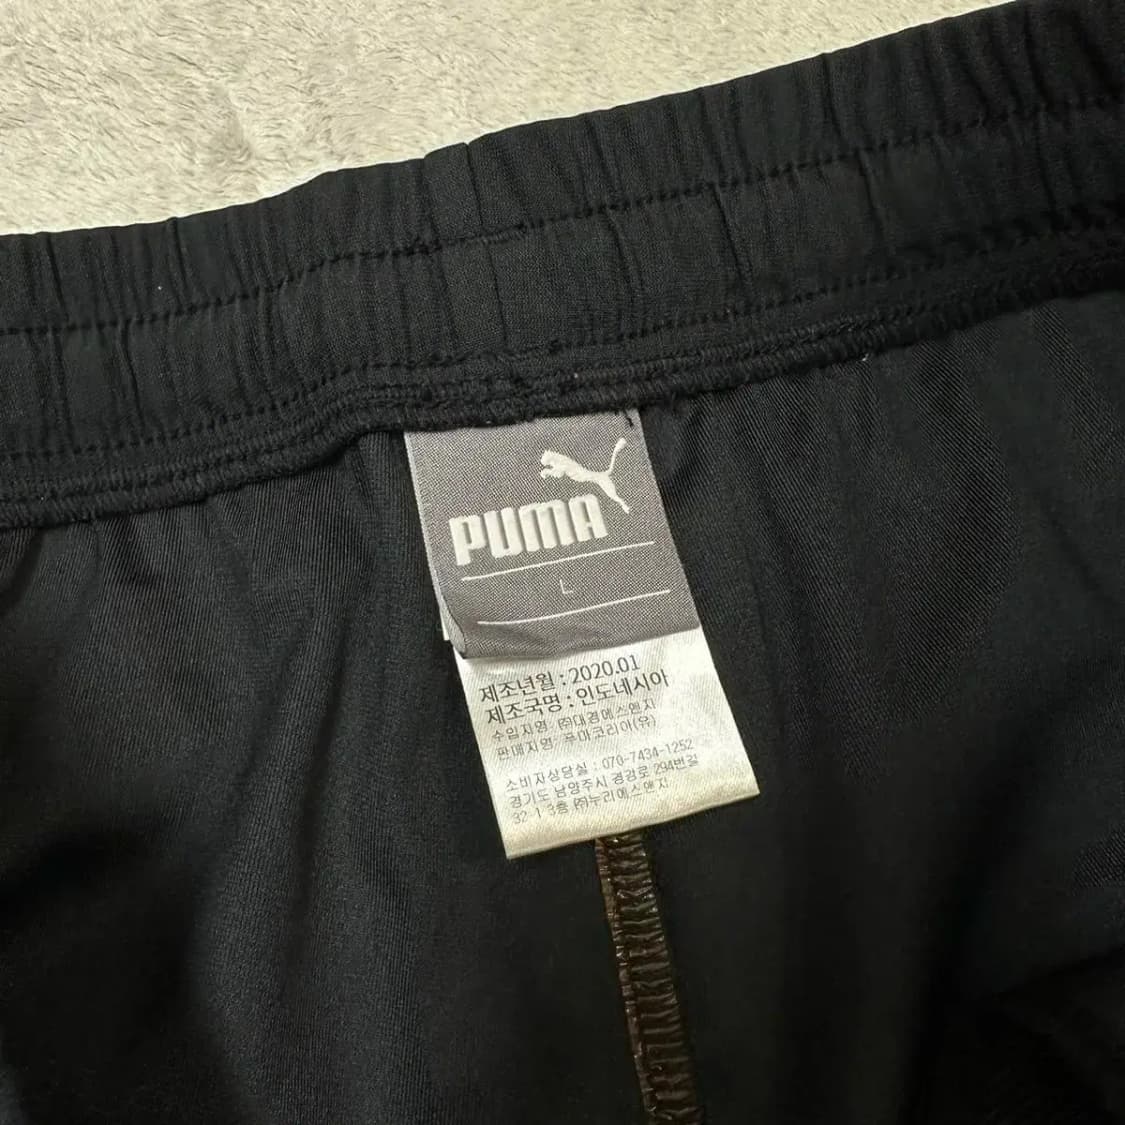 PUMA
L
제조년월 : 2020.01
제조국명 : 인도네시아
수입자명: ㈜대경에스엔지
판매자명: 푸마코리아(유)
소비자상담실 : 070-7434-1252
경기도 남양주시 경강로 294번길
32-1 3층 ㈜누리에스앤지